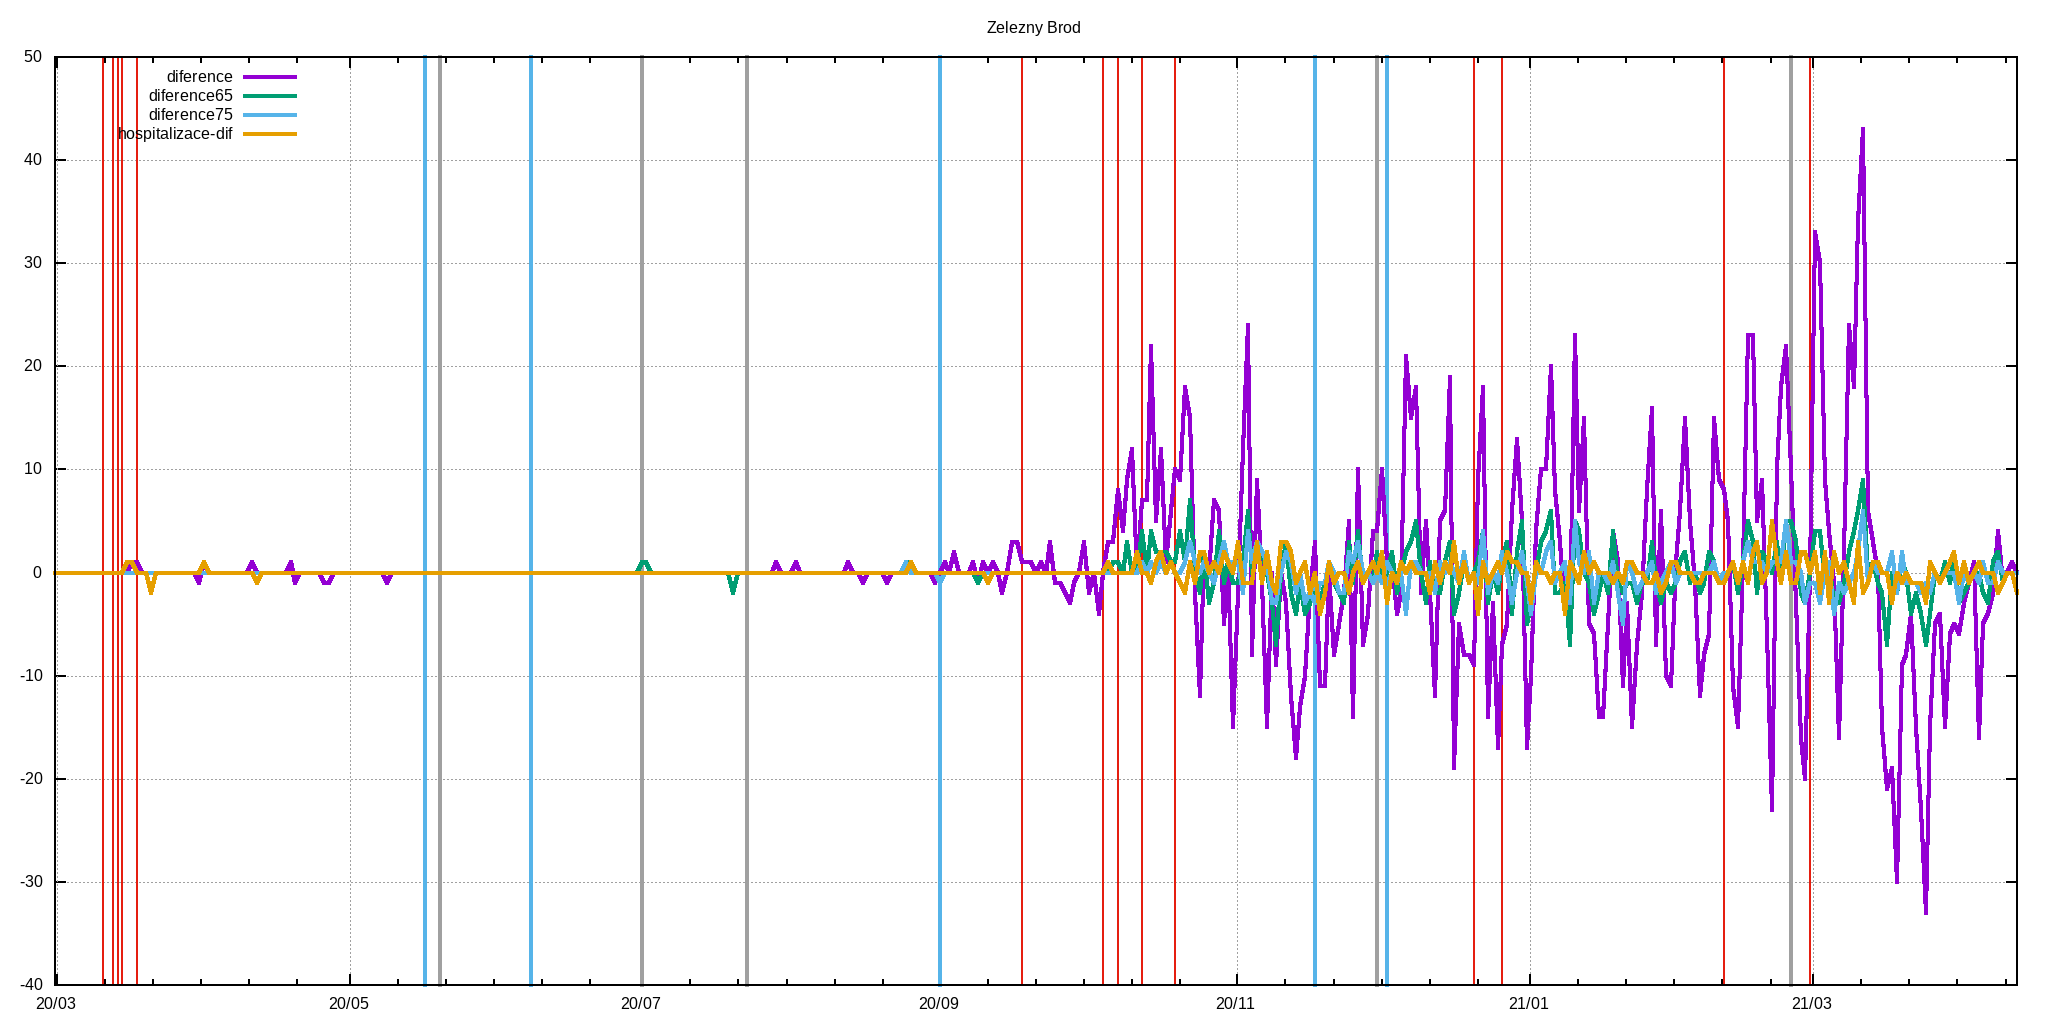 Zelezny Brod
50
diference
diference65
diference75
hospitalizace-dif
40
30
20
10
0
-10
-20
-30
-40
20/03 20/05 20/07 20/09 20/11 21/01 21/03